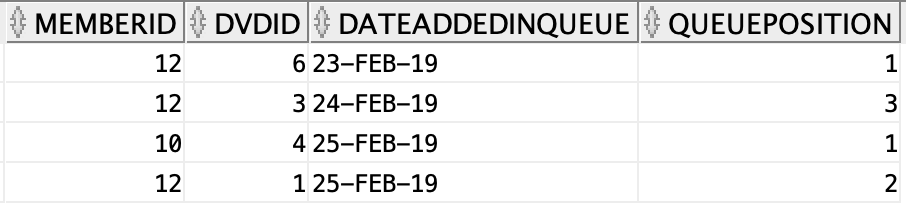 MEMBERID DVDID DATEADDEDINQUEUE QUEUEPOSITION
12 6 23-FEB-19 1
12 3 24-FEB-19 3
10 4 25-FEB-19 1
12 1 25-FEB-19 2